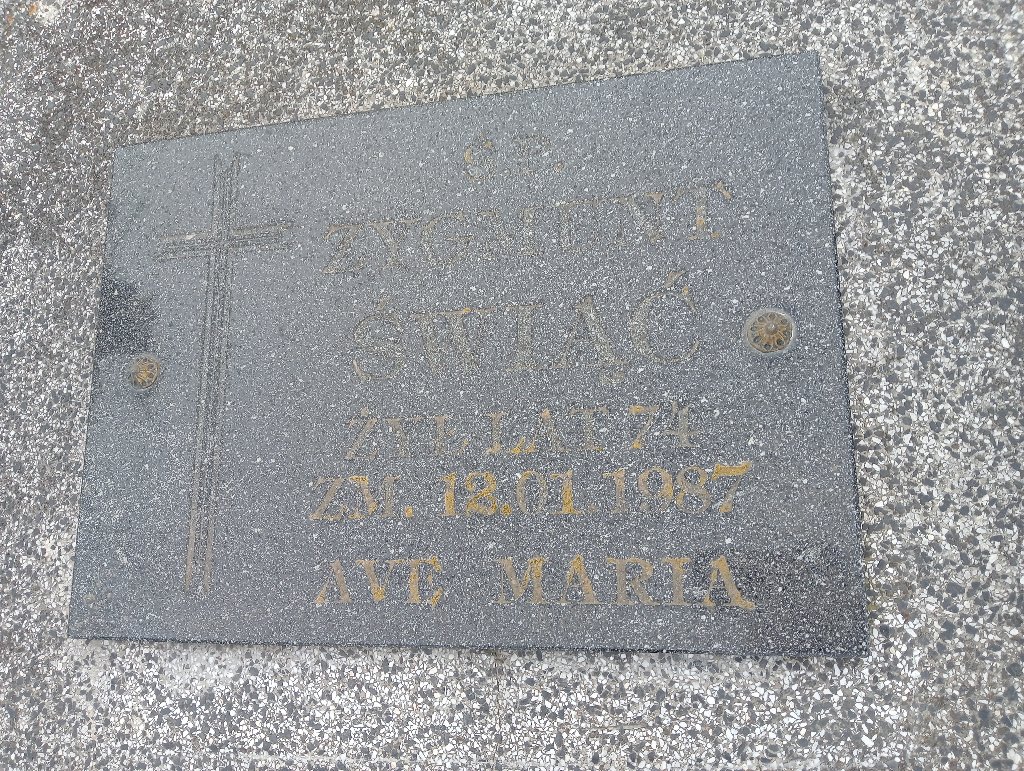 Ś. P.
ZYGMUNT
ŚWIĄĆ
ŻYŁ LAT 74
ZM. 12.01.1987
AVE MARIA